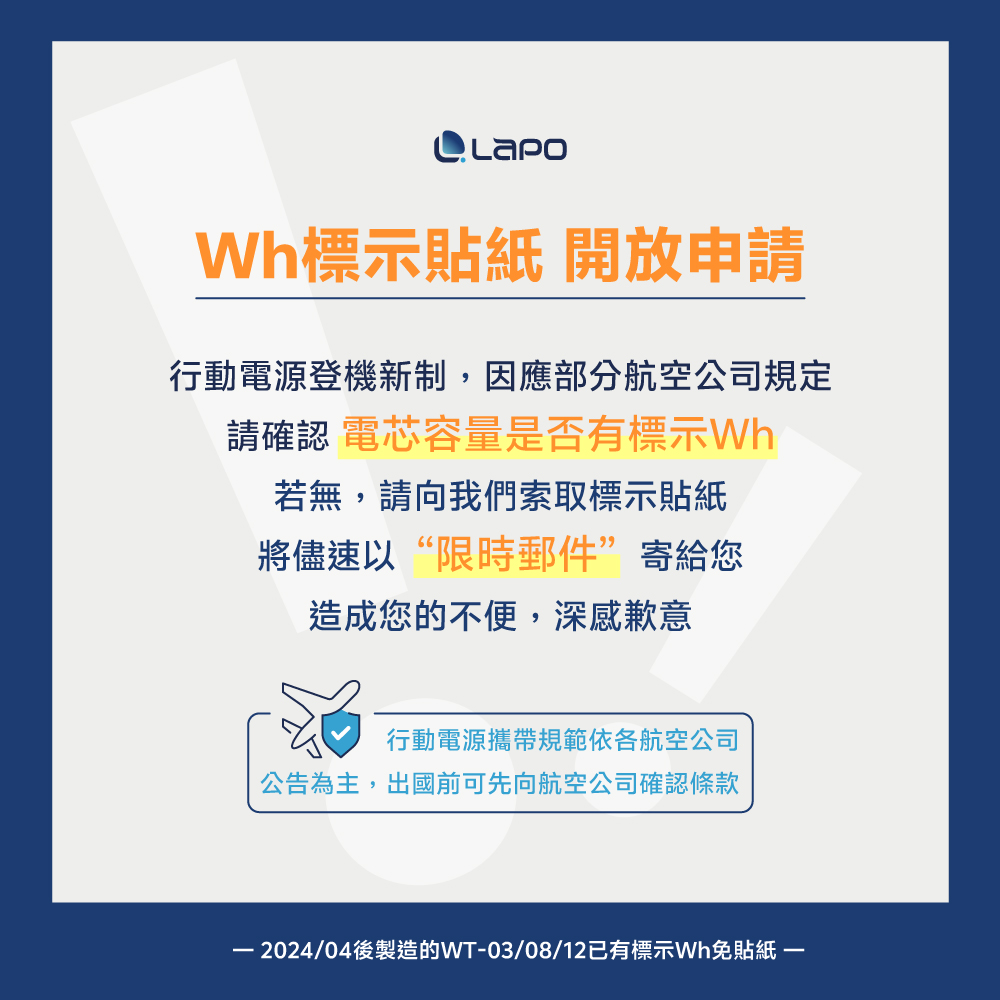 Lapo
Wh標示貼紙 開放申請
行動電源登機新制，因應部分航空公司規定
請確認 電芯容量是否有標示Wh
若無，請向我們索取標示貼紙
將儘速以 “限時郵件” 寄給您
造成您的不便，深感歉意
行動電源攜帶規範依各航空公司
公告為主，出國前可先向航空公司確認條款
— 2024/04後製造的WT-03/08/12已有標示Wh免貼紙 —